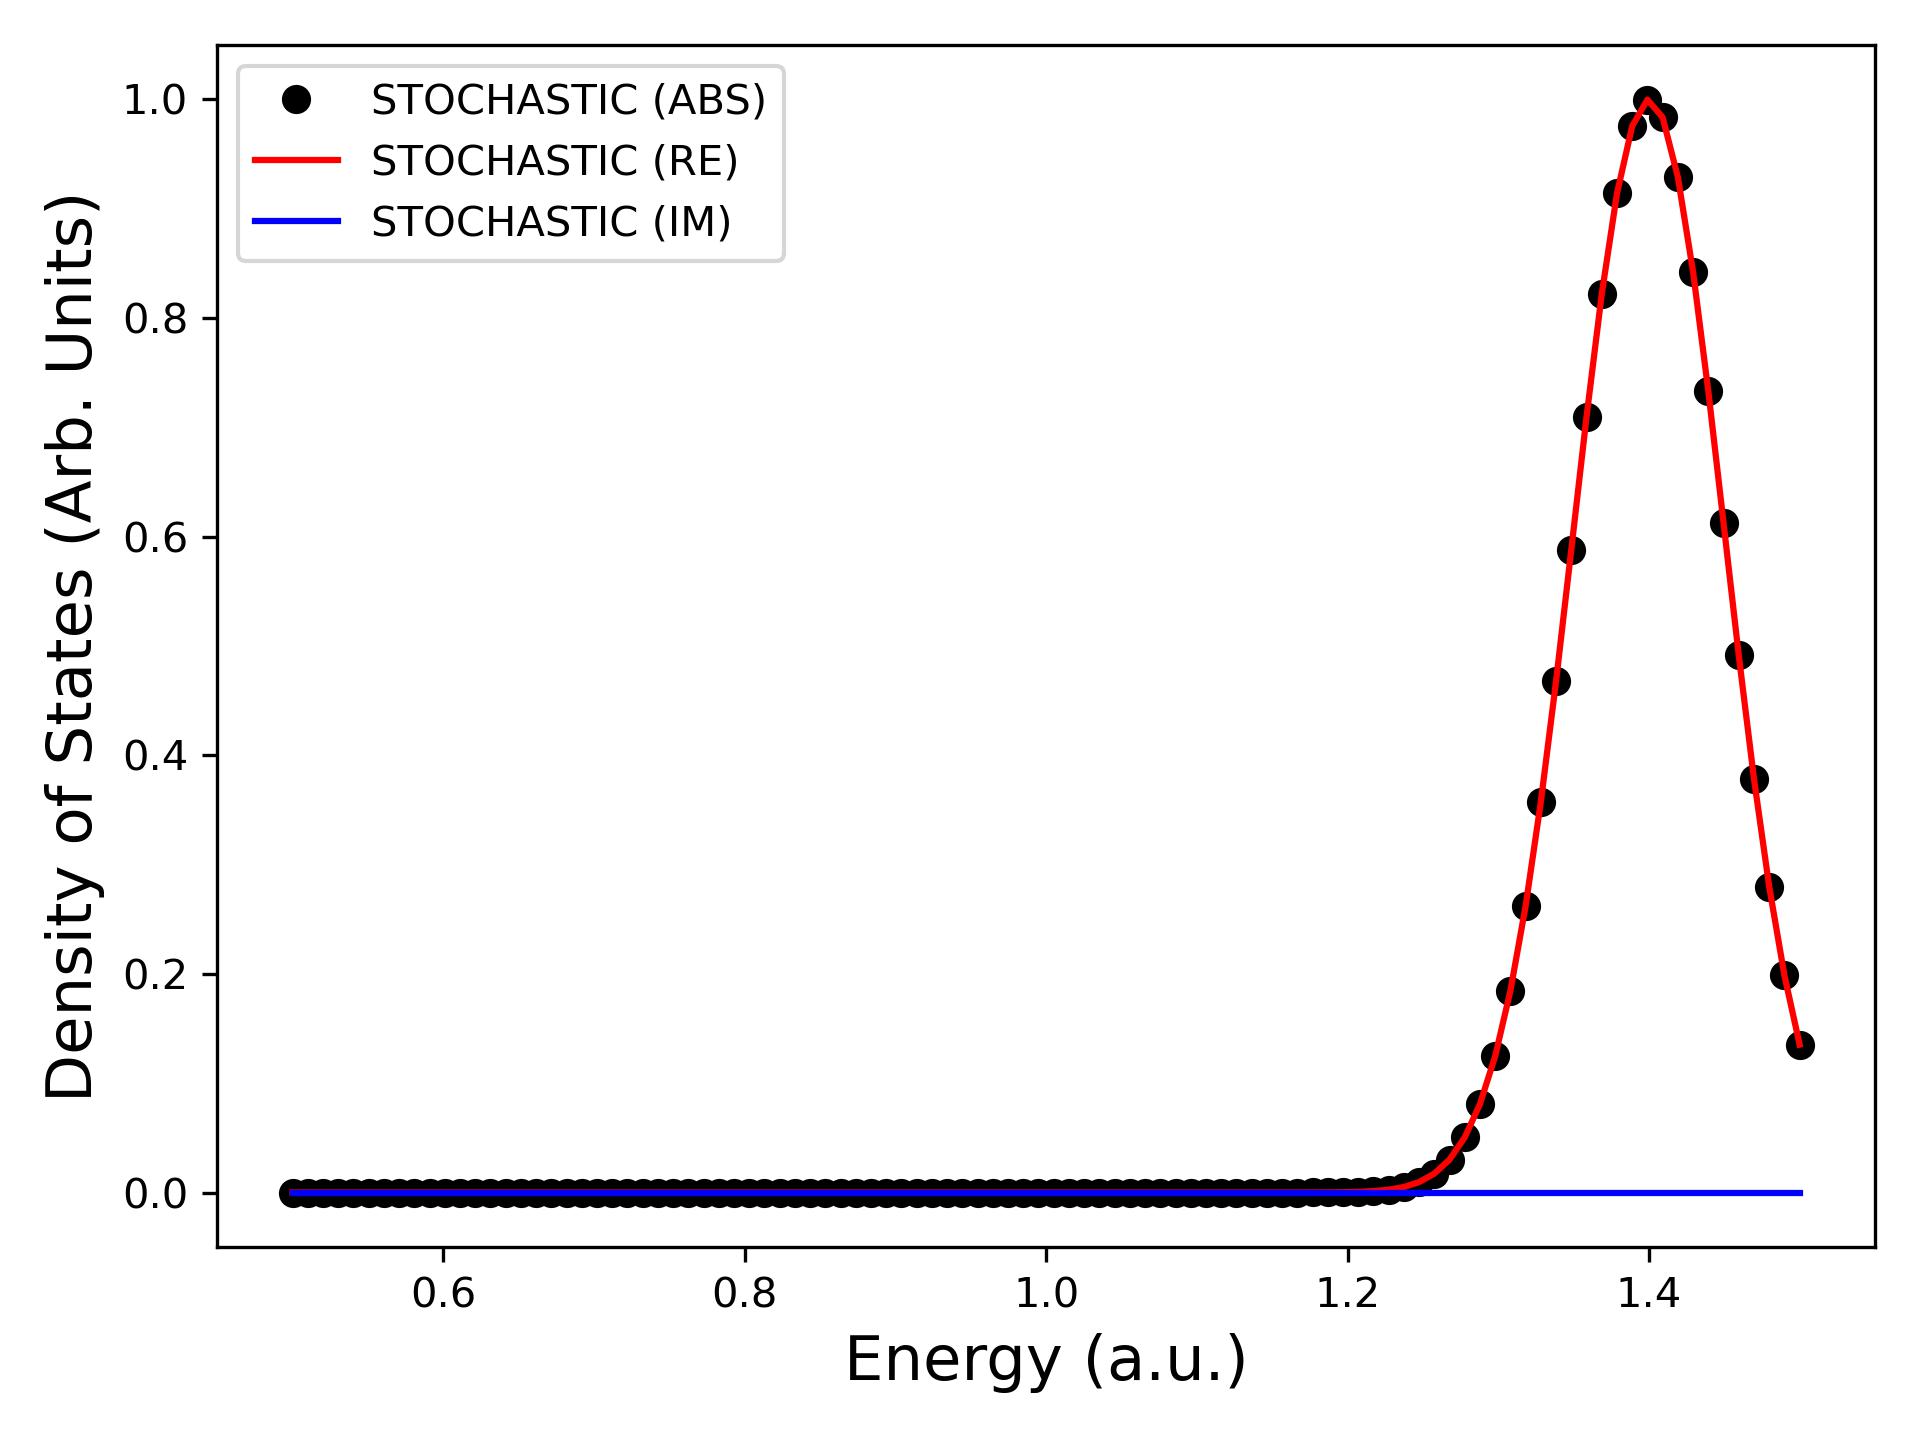 STOCHASTIC (ABS)
STOCHASTIC (RE)
STOCHASTIC (IM)
Density of States (Arb. Units)
1.0
0.8
0.6
0.4
0.2
0.0
0.6
0.8
1.0
1.2
1.4
Energy (a.u.)